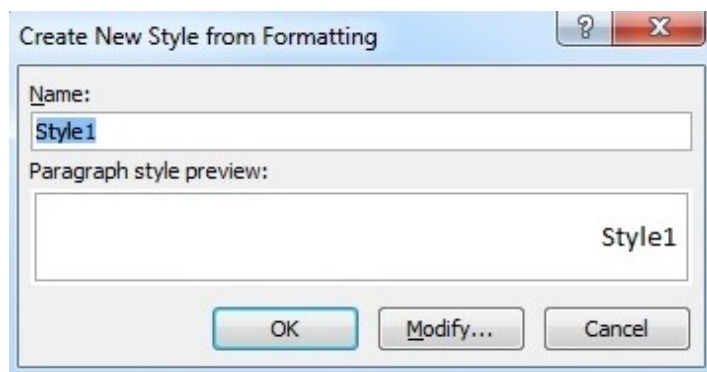 Create New Style from Formatting
Name:
Style1
Paragraph style preview:
Style1
OK Modify... Cancel